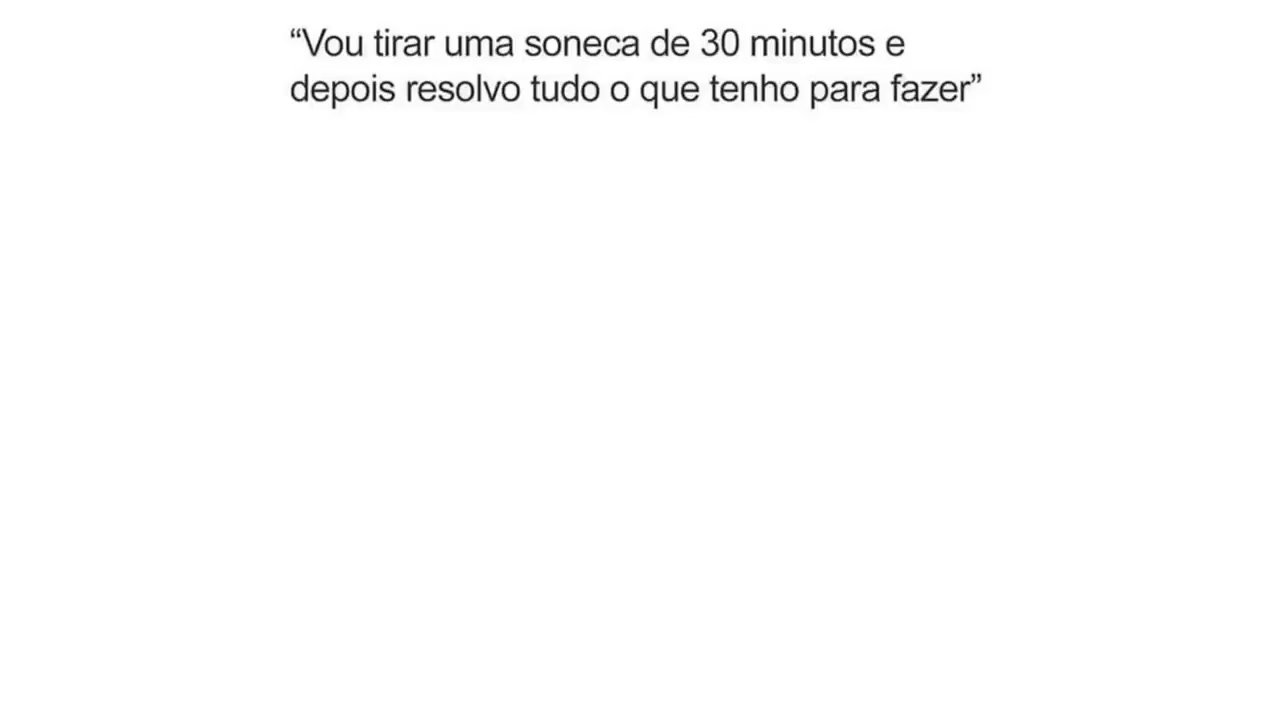 “Vou tirar uma soneca de 30 minutos e
depois resolvo tudo o que tenho para fazer”